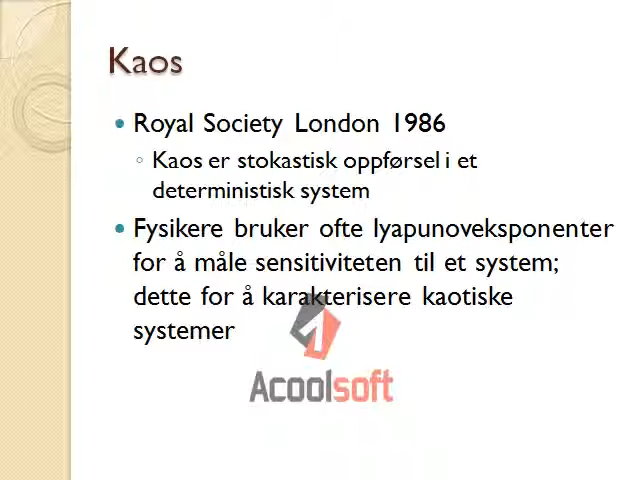 Kaos
Royal Society London 1986
Kaos er stokastisk oppførsel i et
deterministisk system
Fysikere bruker ofte lyapunoveksponenter
for å måle sensitiviteten til et system;
dette for å karakterisere kaotiske
systemer
Acoolsoft